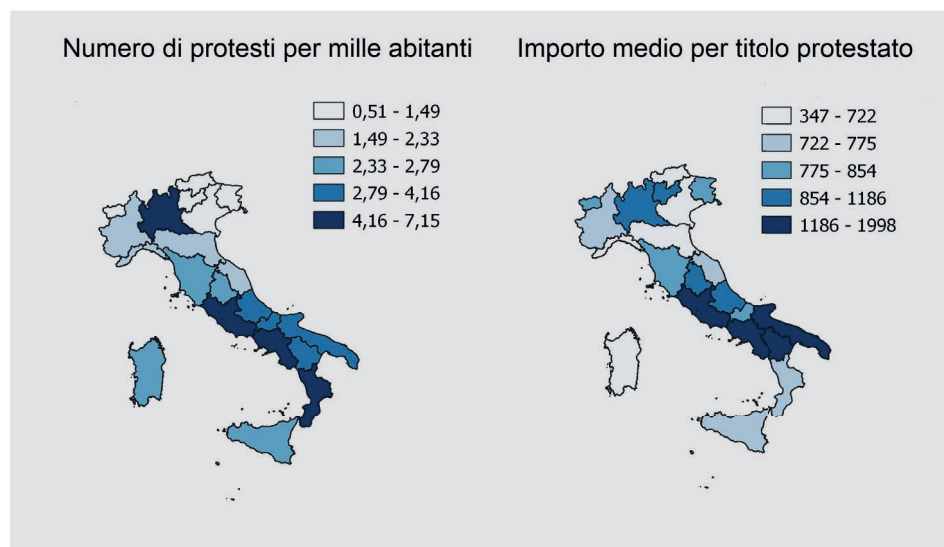 Numero di protesti per mille abitanti
0,51 - 1,49
1,49 - 2,33
2,33 - 2,79
2,79 - 4,16
4,16 - 7,15
Importo medio per titolo protestato
347 - 722
722 - 775
775 - 854
854 - 1186
1186 - 1998